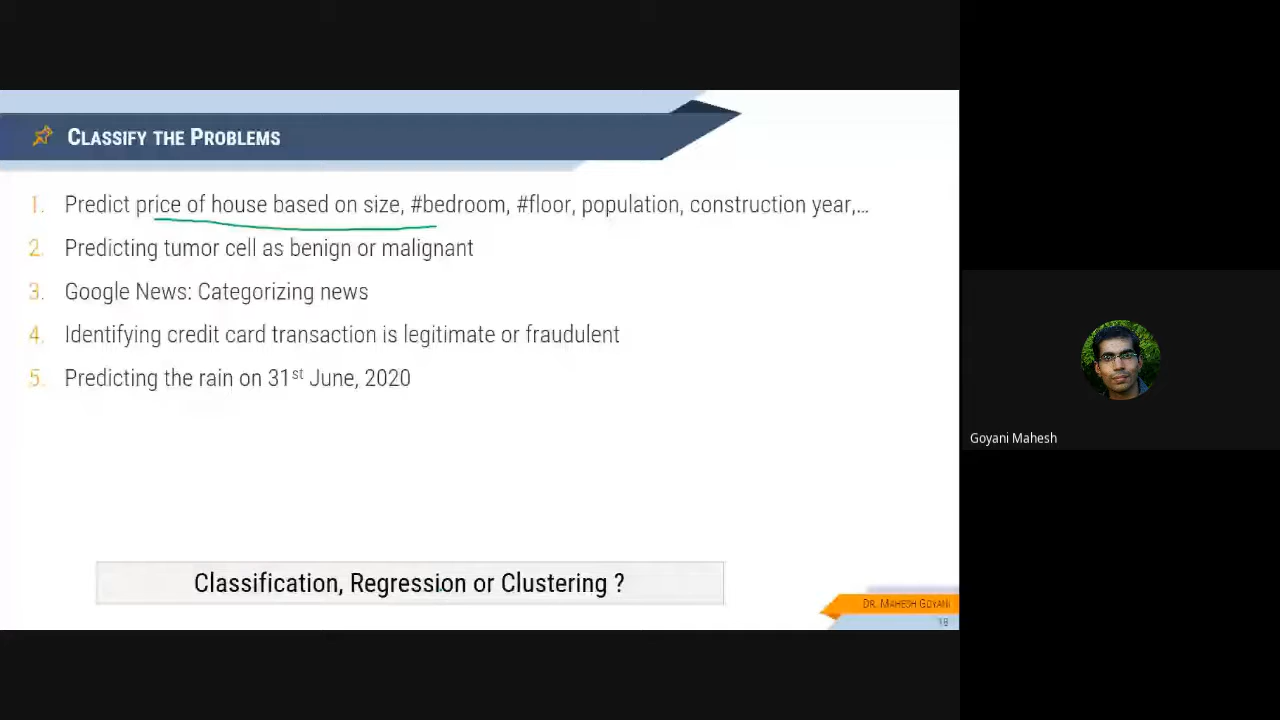 CLASSIFY THE PROBLEMS
1. Predict price of house based on size, #bedroom, #floor, population, construction year,...
2. Predicting tumor cell as benign or malignant
3. Google News: Categorizing news
4. Identifying credit card transaction is legitimate or fraudulent
5. Predicting the rain on 31st June, 2020
Goyani Mahesh
Classification, Regression or Clustering ?
DR. MAHESH GOYANI
18